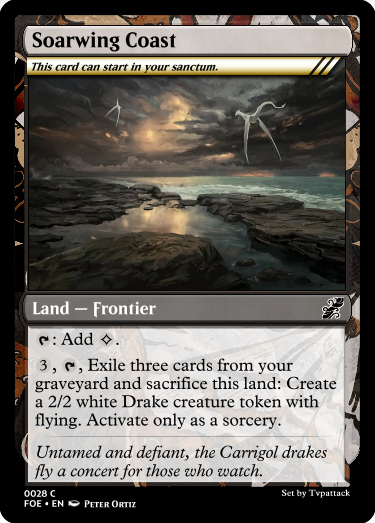 Soarwing Coast
This card can start in your sanctum.
Land — Frontier
: Add .
3 , , Exile three cards from your
graveyard and sacrifice this land: Create
a 2/2 white Drake creature token with
flying. Activate only as a sorcery.
Untamed and defiant, the Carrigol drakes
fly a concert for those who watch.
0028 C
Set by Tvpattack
FOE • EN Peter Ortiz